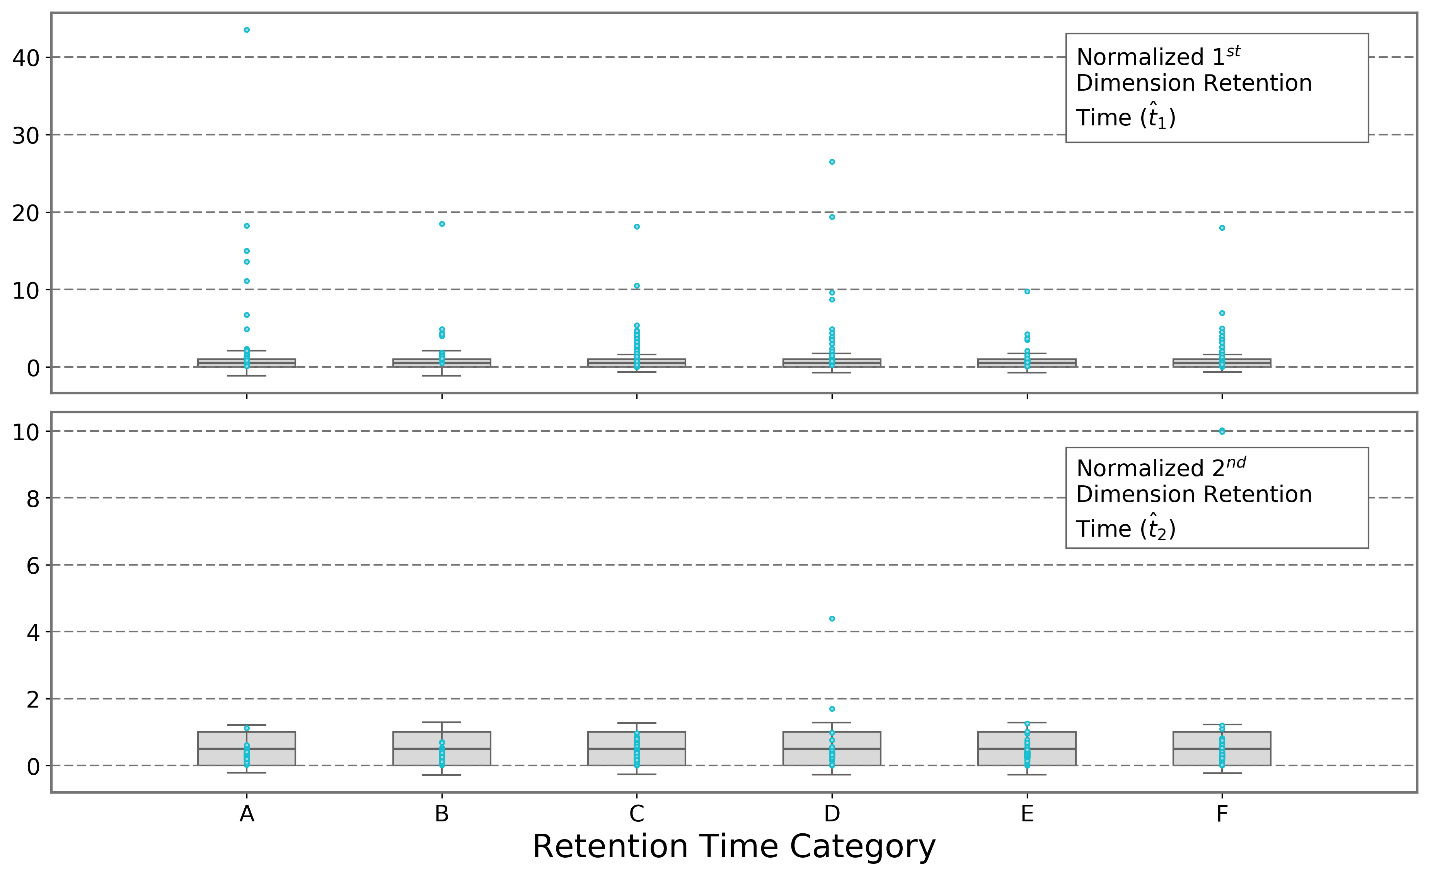 40
30
20
10
0
Normalized 1st
Dimension Retention
Time (t̂1)
10
8
6
4
2
0
Normalized 2nd
Dimension Retention
Time (t̂2)
A B C D E F
Retention Time Category